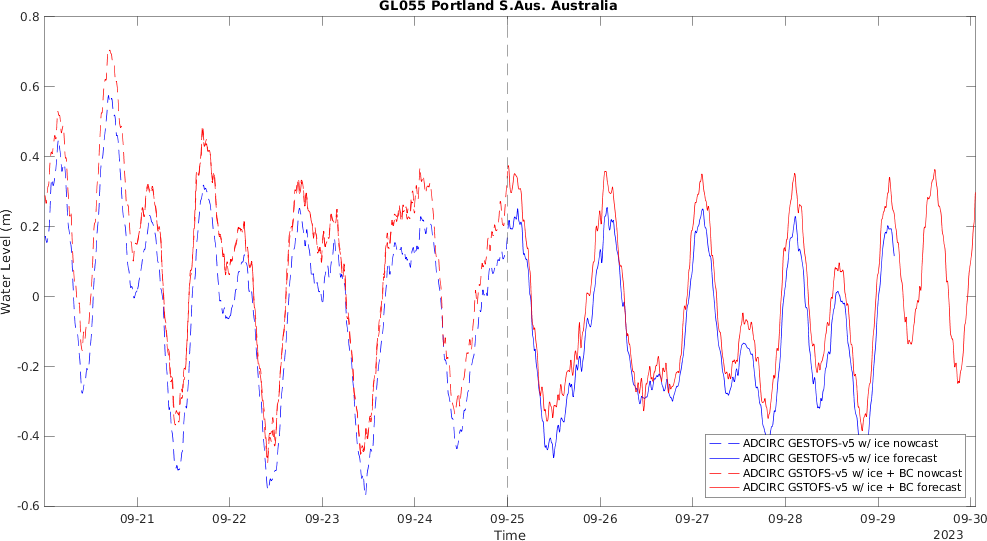 GL055 Portland S.Aus. Australia
0.8
0.6
0.4
0.2
0
-0.2
-0.4
-0.6
Water Level (m)
ADCIRC GESTOFS-v5 w/ ice nowcast
ADCIRC GESTOFS-v5 w/ ice forecast
ADCIRC GSTOFS-v5 w/ ice + BC nowcast
ADCIRC GSTOFS-v5 w/ ice + BC forecast
09-21 09-22 09-23 09-24 09-25 09-26 09-27 09-28 09-29 09-30
Time
2023